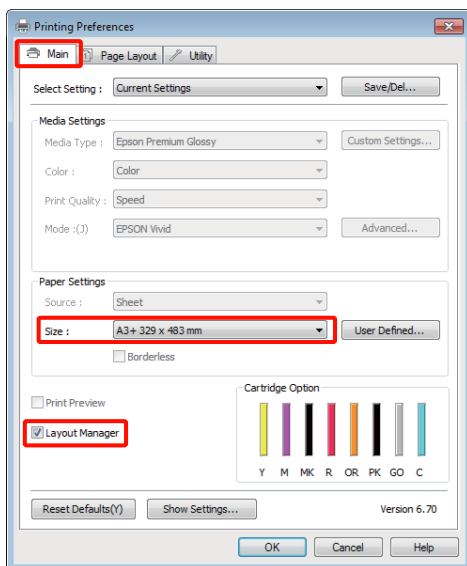 Printing Preferences
Main Page Layout Utility
Select Setting : Current Settings Save/Del...
Media Settings
Media Type : Epson Premium Glossy Custom Settings...
Color : Color
Print Quality : Speed
Mode :(J) EPSON Vivid Advanced...
Paper Settings
Source : Sheet
Size : A3+ 329 x 483 mm User Defined...
Borderless
Cartridge Option
Print Preview
Layout Manager
Y M MK R OR PK GO C
Reset Defaults(Y) Show Settings... Version 6.70
OK Cancel Help